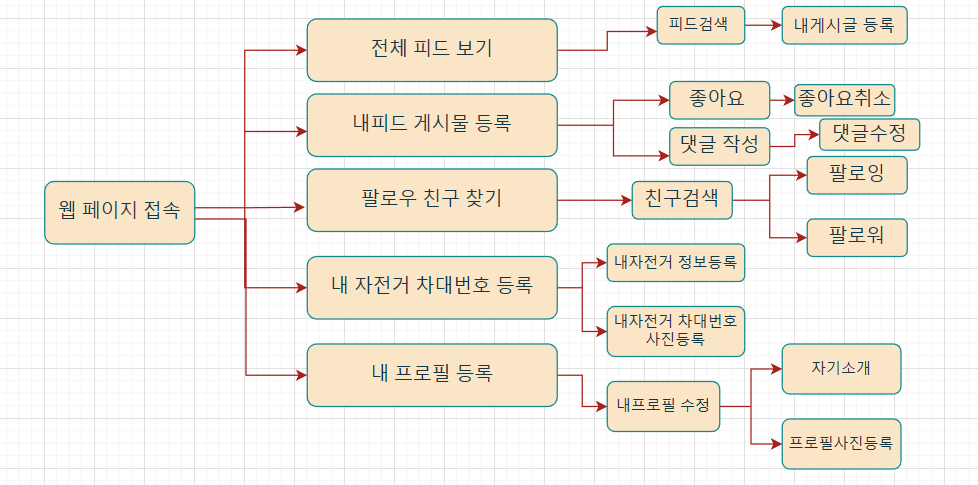 웹 페이지 접속
전체 피드 보기
피드검색
내게시글 등록
내피드 게시물 등록
좋아요
좋아요취소
댓글 작성
댓글수정
팔로우 친구 찾기
친구검색
팔로잉
팔로워
내 자전거 차대번호 등록
내자전거 정보등록
내자전거 차대번호
사진등록
내 프로필 등록
내프로필 수정
자기소개
프로필사진등록